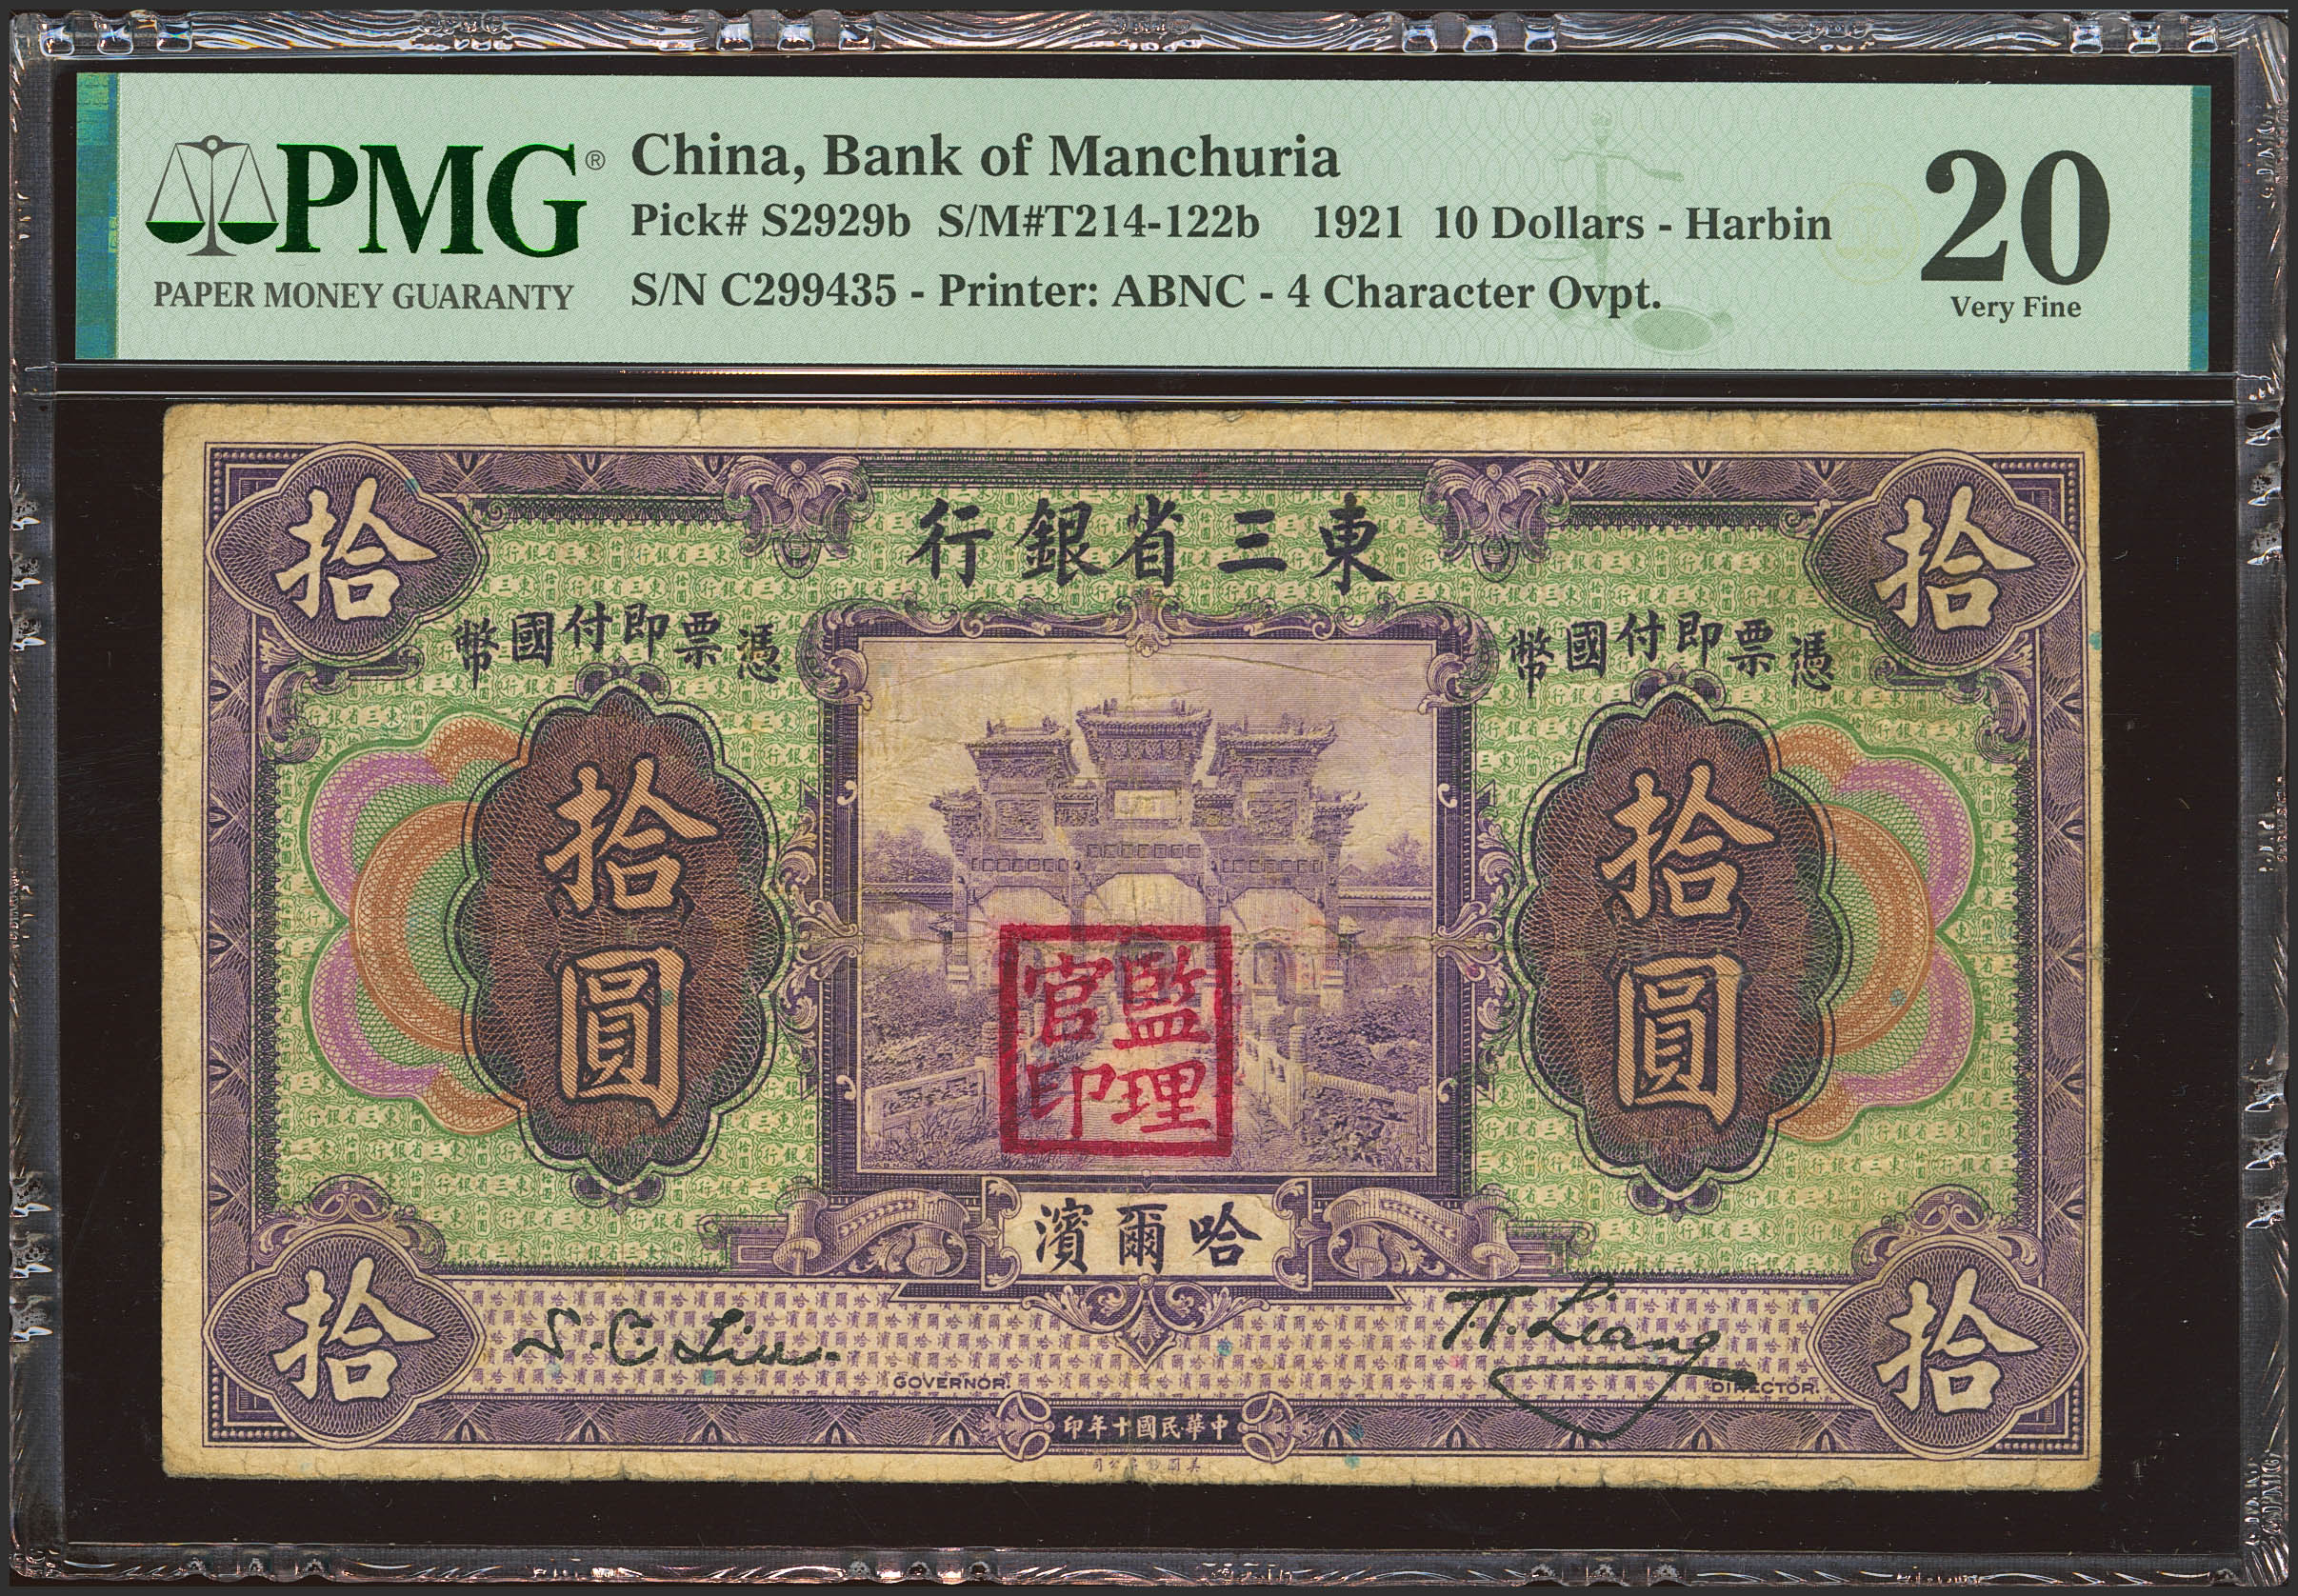 PMG®
PAPER MONEY GUARANTY
China, Bank of Manchuria
Pick# S2929b S/M#T214-122b 1921 10 Dollars - Harbin
S/N C299435 - Printer: ABNC - 4 Character Ovpt.
20
Very Fine
拾
行銀省三東
拾
幣國付即票憑
幣國付即票憑
拾圓
拾圓
監理
官印
濱爾哈
S. C. Liu.
GOVERNOR.
T. Liang
DIRECTOR.
拾
印年十國民華中
拾